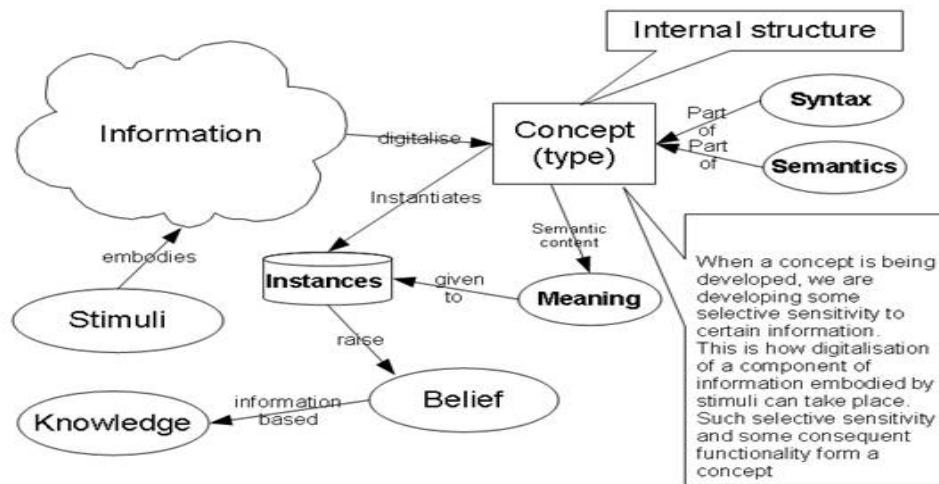 Internal structure
Information
digitalise
Concept
(type)
Part
of
Syntax
Part
of
Semantics
Instantiates
Semantic
content
embodies
Instances
given
to
Meaning
Stimuli
raise
Knowledge
information
based
Belief
When a concept is being
developed, we are
developing some
selective sensitivity to
certain information.
This is how digitalisation
of a component of
information embodied by
stimuli can take place.
Such selective sensitivity
and some consequent
functionality form a
concept